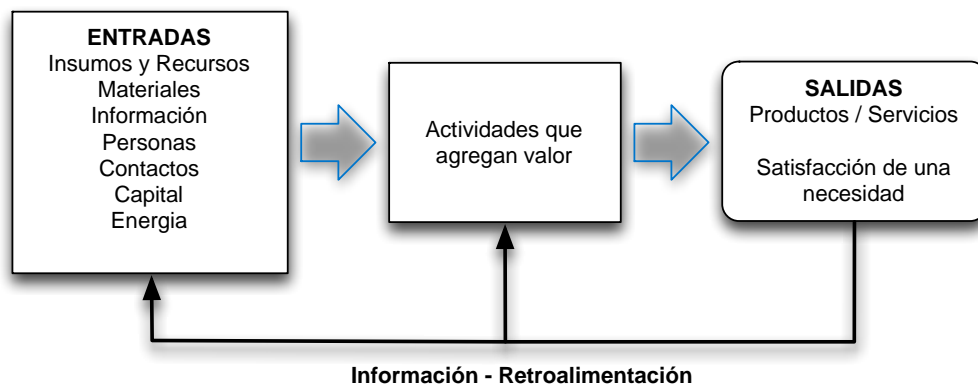 ENTRADAS
Insumos y Recursos
Materiales
Información
Personas
Contactos
Capital
Energia
Actividades que
agregan valor
SALIDAS
Productos / Servicios
Satisfacción de una
necesidad
Información - Retroalimentación